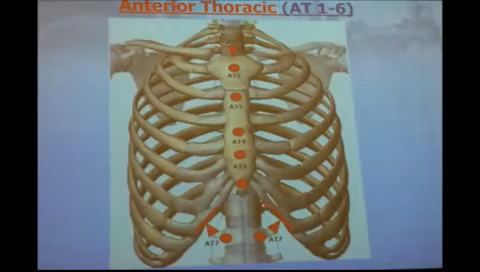 Anterior Thoracic (AT 1-6)
AT2
AT3
AT4
AT5
AT7
AT7